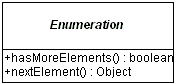 Enumeration
+hasMoreElements() : boolean
+nextElement() : Object